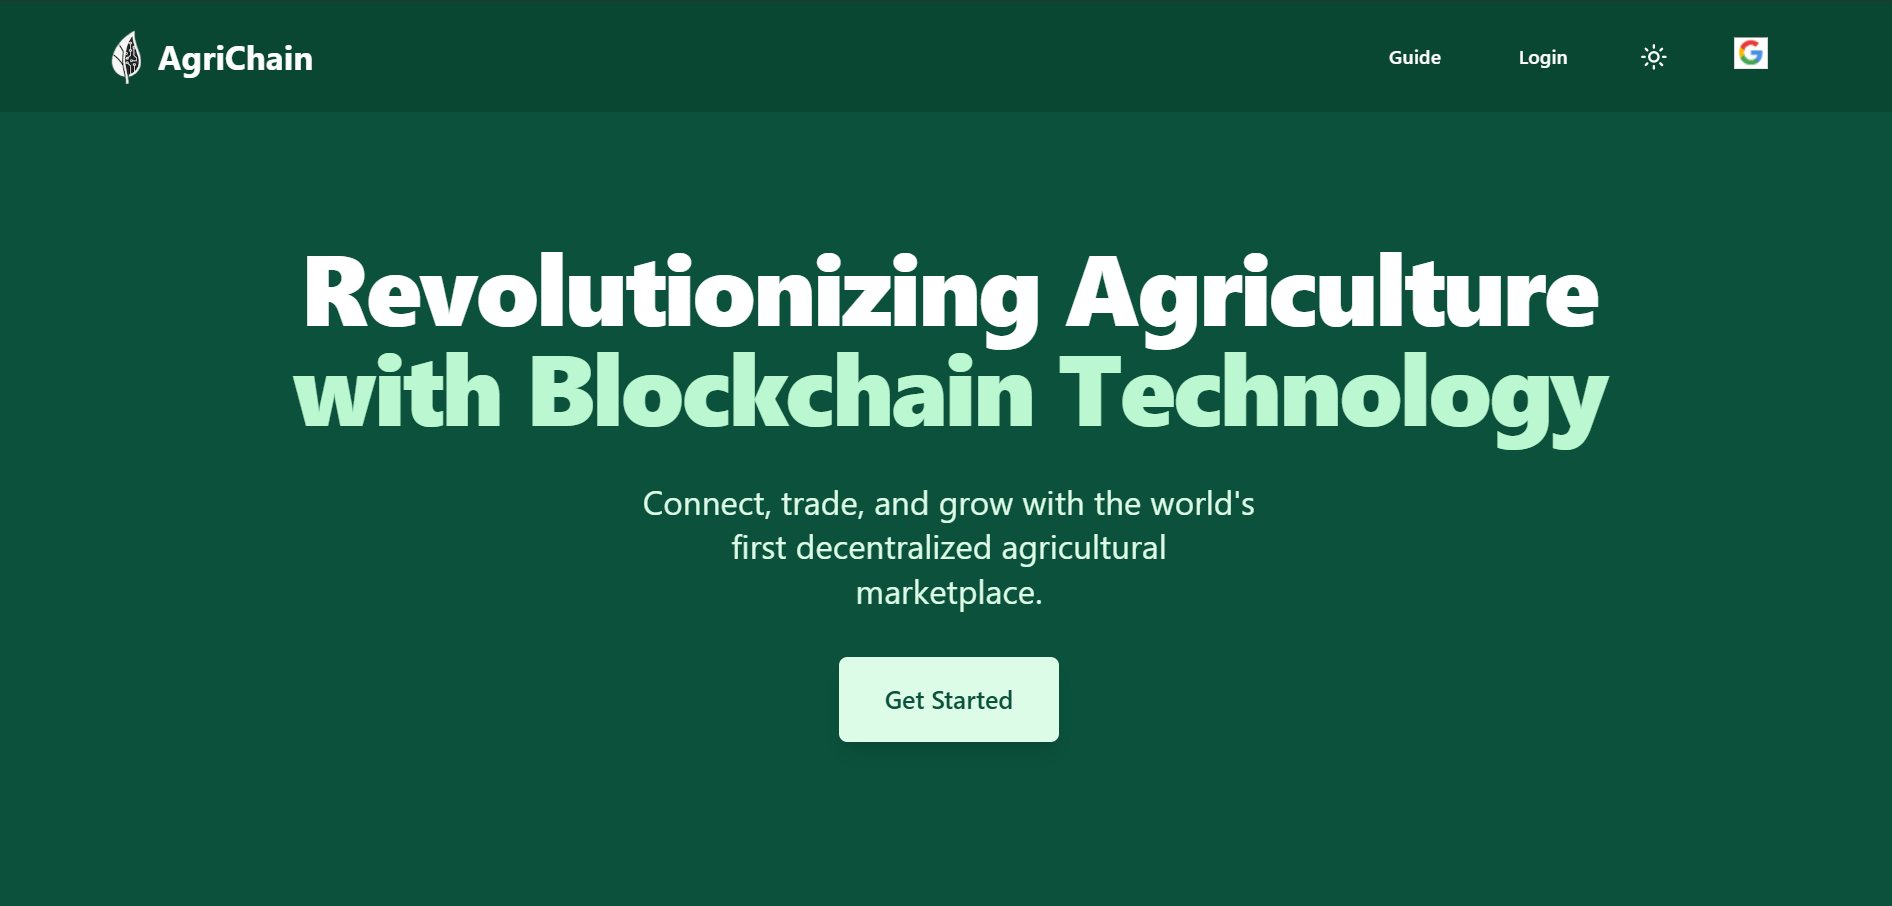 AgriChain
Guide
Login
Revolutionizing Agriculture
with Blockchain Technology
Connect, trade, and grow with the world's
first decentralized agricultural
marketplace.
Get Started